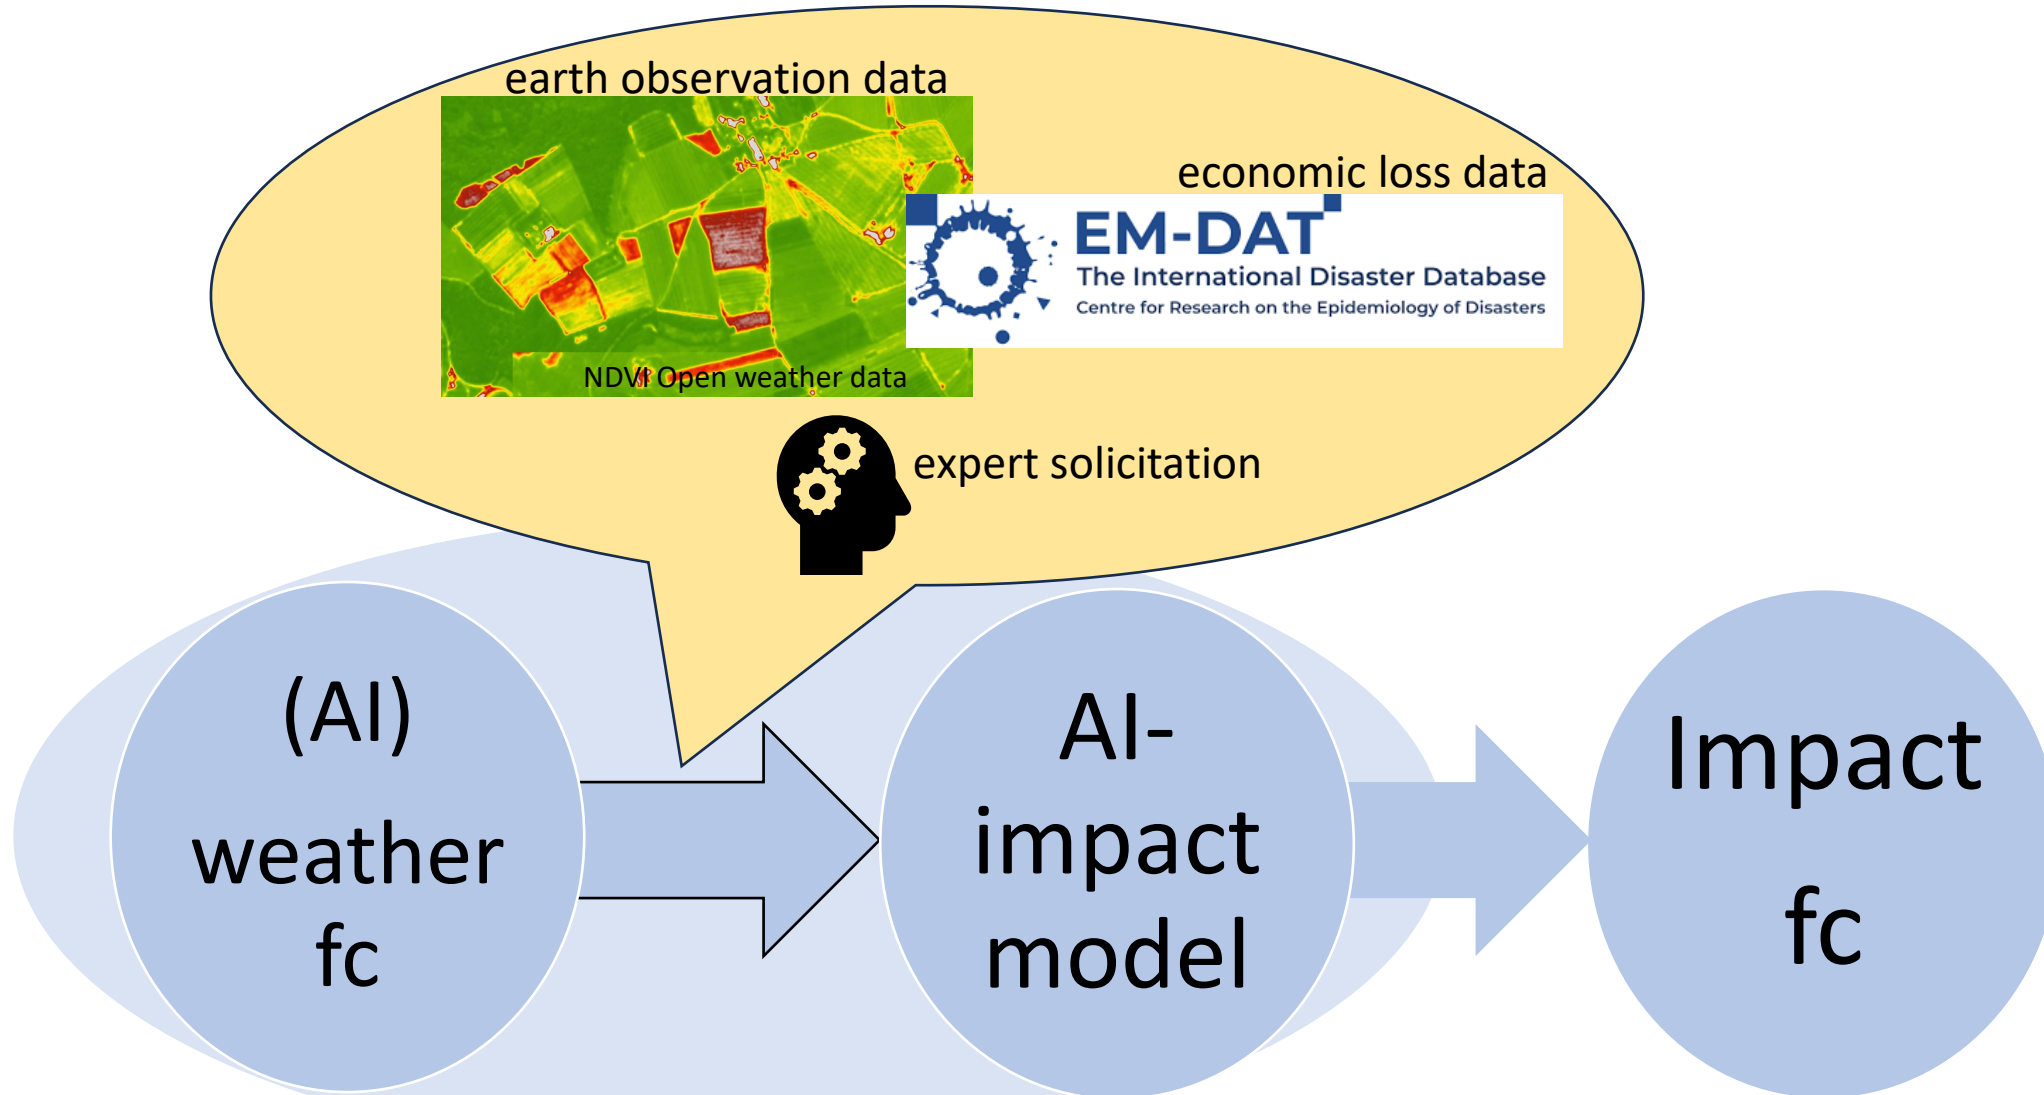 earth observation data
economic loss data
EM-DAT
The International Disaster Database
Centre for Research on the Epidemiology of Disasters
NDVI Open weather data
expert solicitation
(AI)
weather
fc
AI-
impact
model
Impact
fc